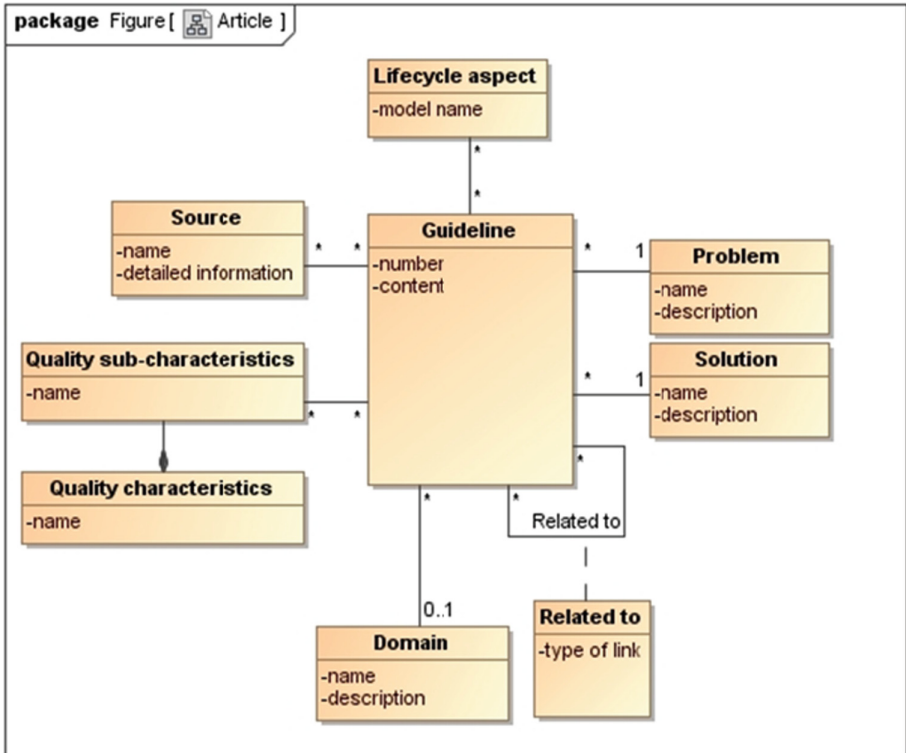 package Figure [ Article ]
Lifecycle aspect
-model name
*
*
Source
-name
-detailed information
* *
Guideline
-number
-content
* 1
Problem
-name
-description
Quality sub-characteristics
-name
* *
* 1
Solution
-name
-description
Quality characteristics
-name
*
*
*
Related to
0..1
Domain
-name
-description
Related to
-type of link